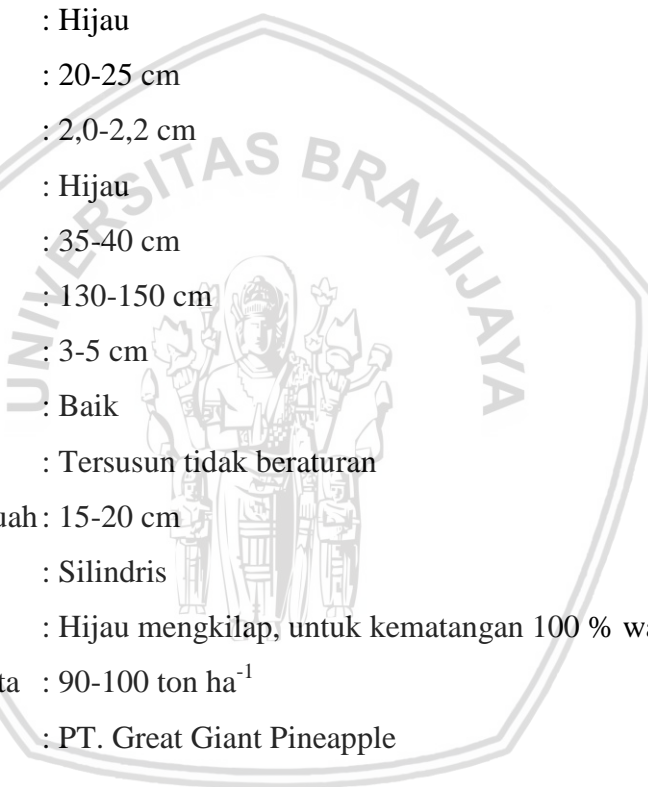 : Hijau
: 20-25 cm
: 2,0-2,2 cm
: Hijau
: 35-40 cm
: 130-150 cm
: 3-5 cm
: Baik
: Tersusun tidak beraturan
uah : 15-20 cm
: Silindris
: Hijau mengkilap, untuk kematangan 100 % wa
ta : 90-100 ton ha-1
: PT. Great Giant Pineapple
UNIVERSITAS BRAWIJAYA